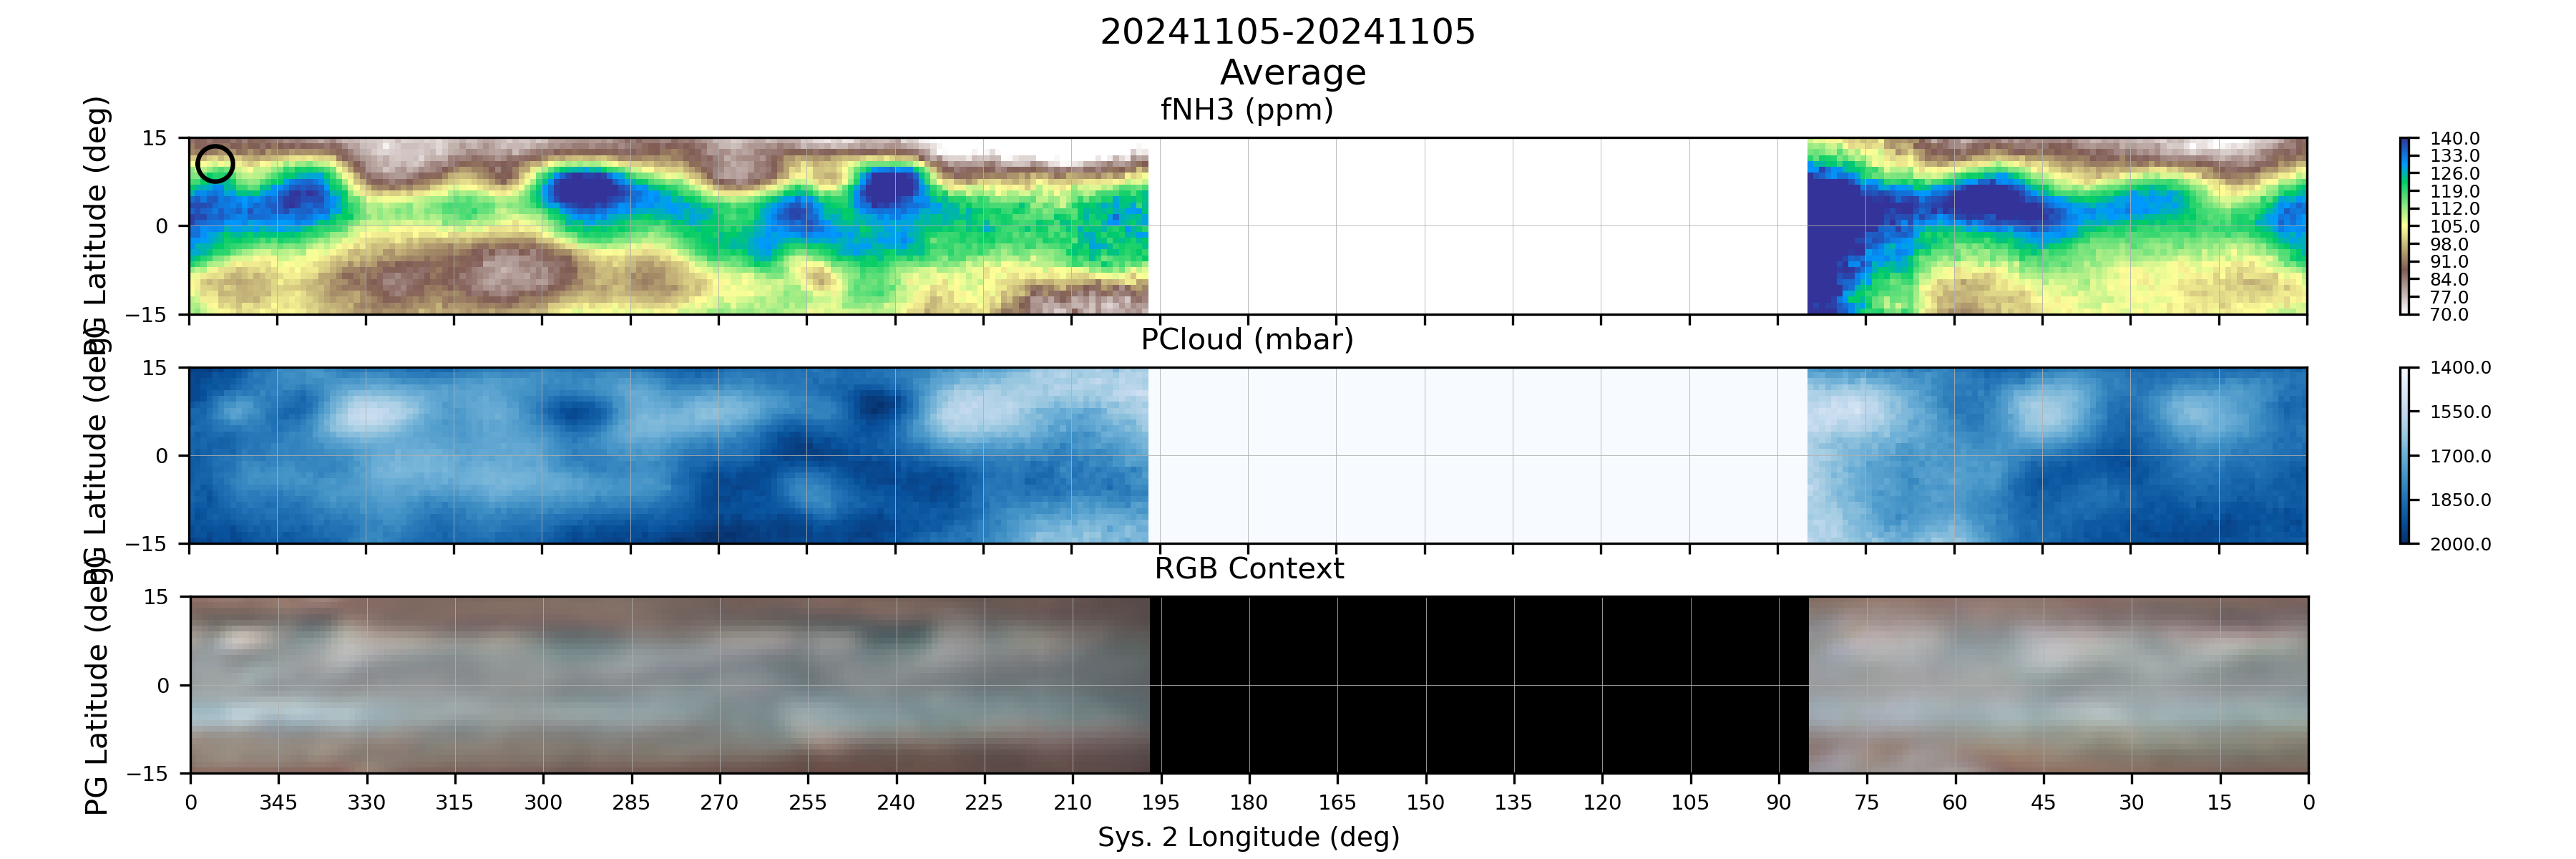 20241105-20241105
Average
fNH3 (ppm)
PG Latitude (deg)
15
0
−15
140.0
133.0
126.0
119.0
112.0
105.0
98.0
91.0
84.0
77.0
70.0
PCloud (mbar)
PG Latitude (deg)
15
0
−15
1400.0
1550.0
1700.0
1850.0
2000.0
RGB Context
PG Latitude (deg)
15
0
−15
0 345 330 315 300 285 270 255 240 225 210 195 180 165 150 135 120 105 90 75 60 45 30 15 0
Sys. 2 Longitude (deg)